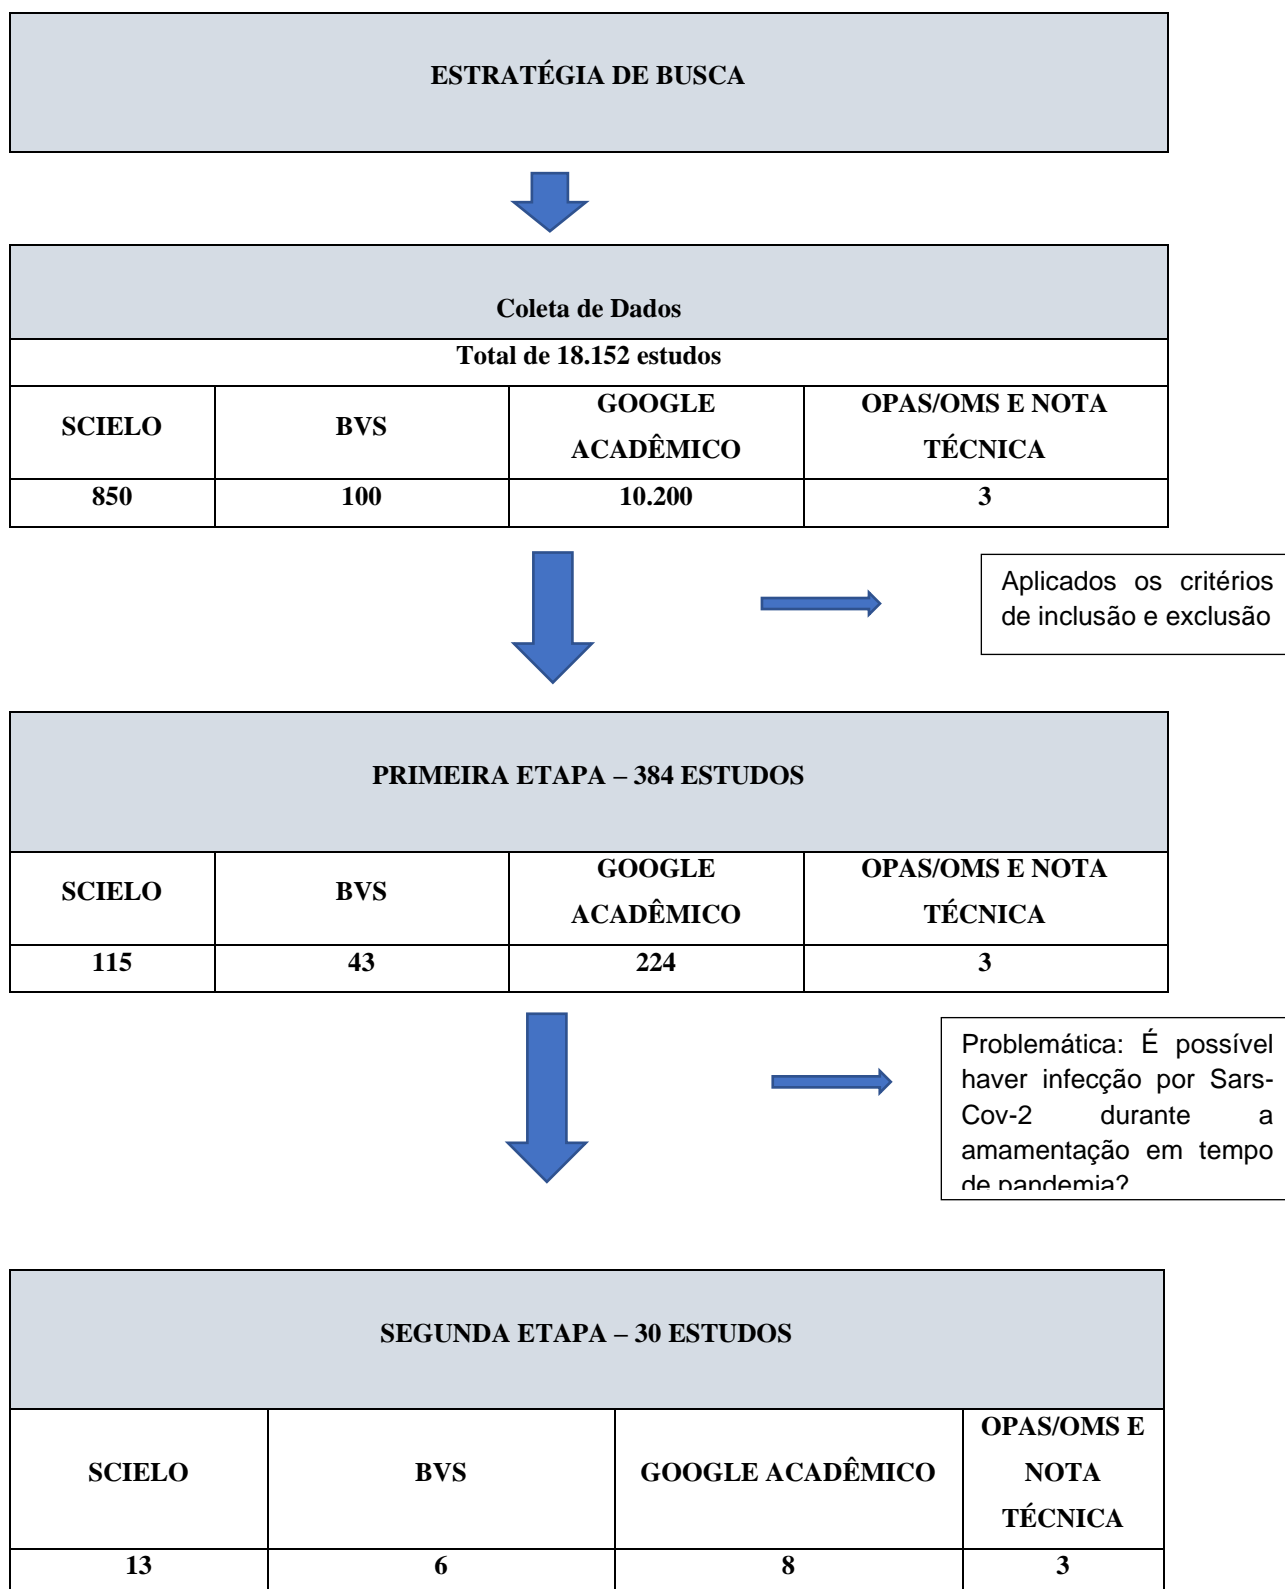 ESTRATÉGIA DE BUSCA
Coleta de Dados
Total de 18.152 estudos
SCIELO
BVS
GOOGLE
ACADÊMICO
OPAS/OMS E NOTA
TÉCNICA
850
100
10.200
3
Aplicados os critérios
de inclusão e exclusão
PRIMEIRA ETAPA – 384 ESTUDOS
SCIELO
BVS
GOOGLE
ACADÊMICO
OPAS/OMS E NOTA
TÉCNICA
115
43
224
3
Problemática: É possível
haver infecção por Sars-
Cov-2 durante a
amamentação em tempo
de pandemia?
SEGUNDA ETAPA – 30 ESTUDOS
SCIELO
BVS
GOOGLE ACADÊMICO
OPAS/OMS E
NOTA
TÉCNICA
13
6
8
3